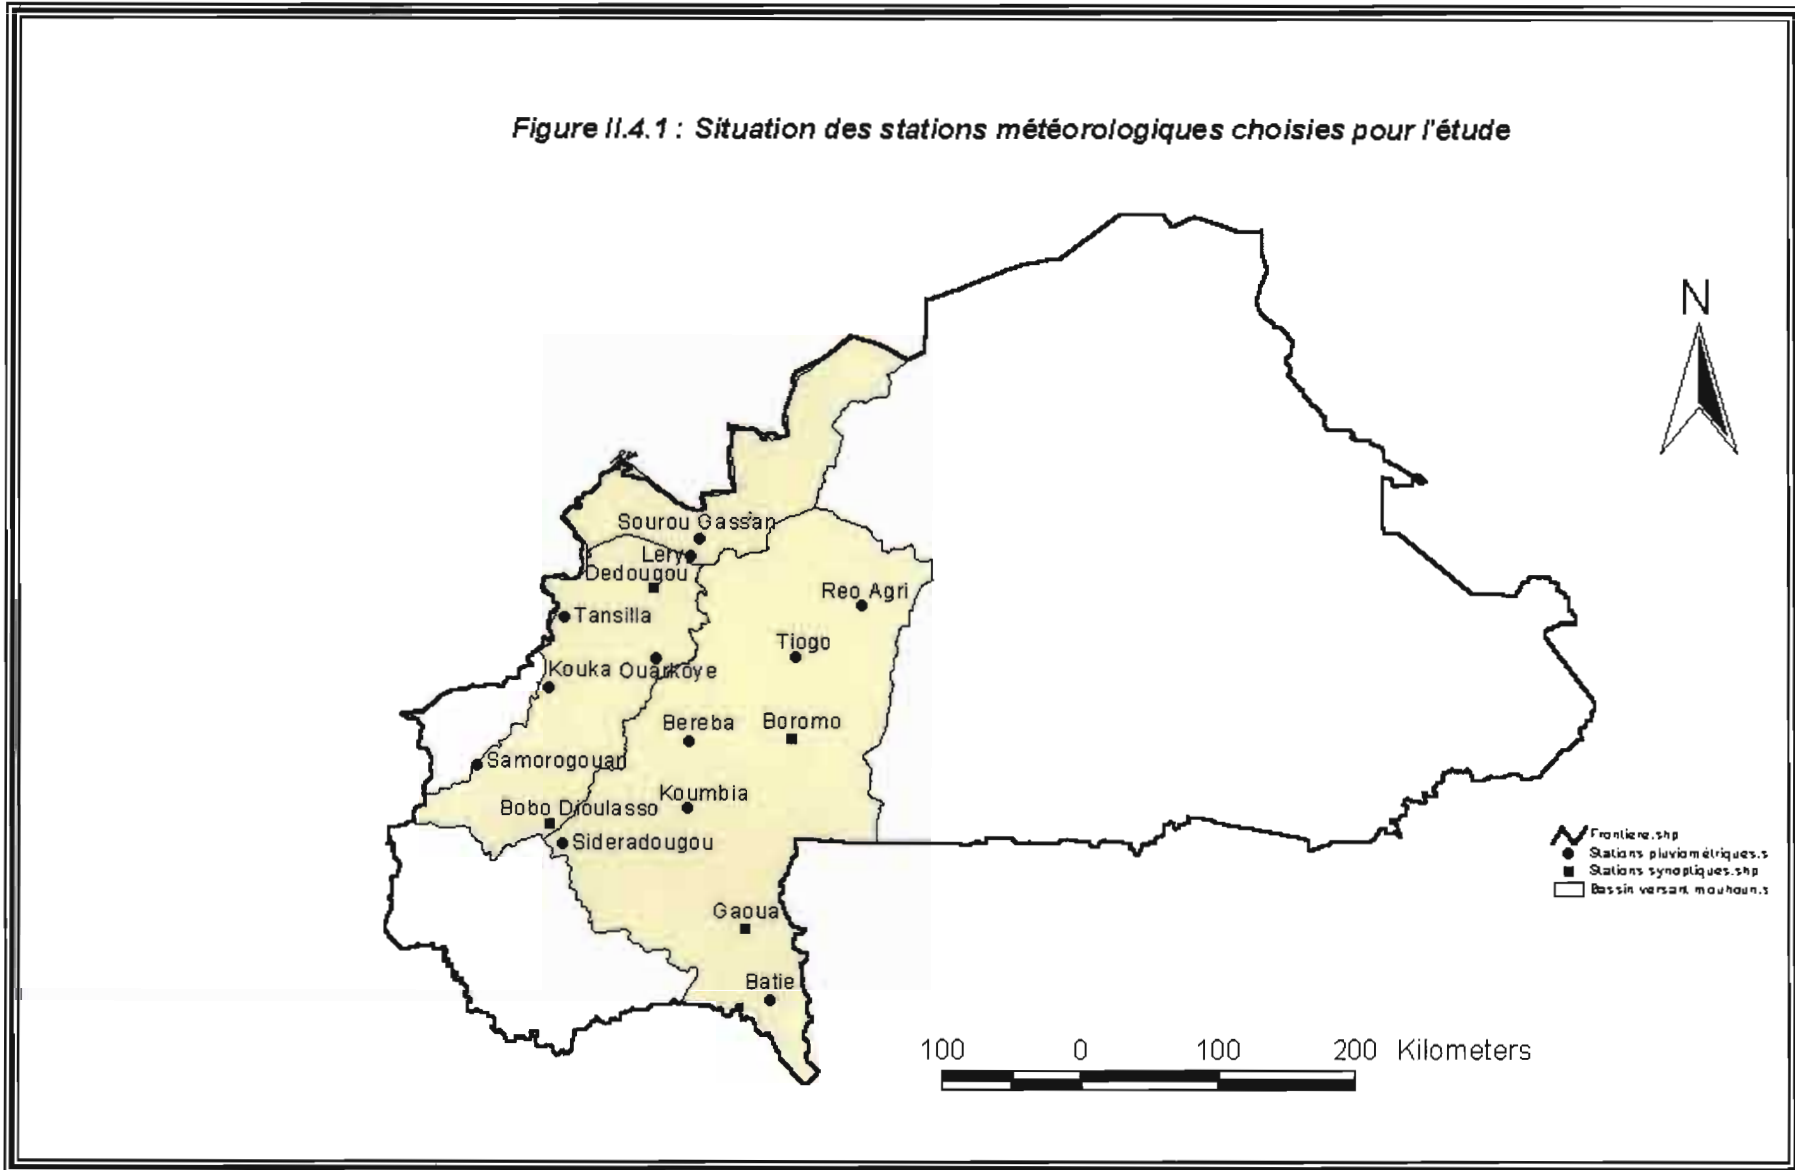 Figure II.4.1 : Situation des stations météorologiques choisies pour l'étude
N
Sourou Gassan
Lery
Dedougou
Reo Agri
Tansilla
Tiogo
Kouka Ouarkoye
Bereba
Boromo
Samorogouan
Koumbia
Bobo Dioulasso
Sideradougou
Gaoua
Batie
Frontiere.shp
Stations pluviométriques.s
Stations synoptiques.shp
Bassin versant mouhoun.s
100 0 100 200 Kilometers